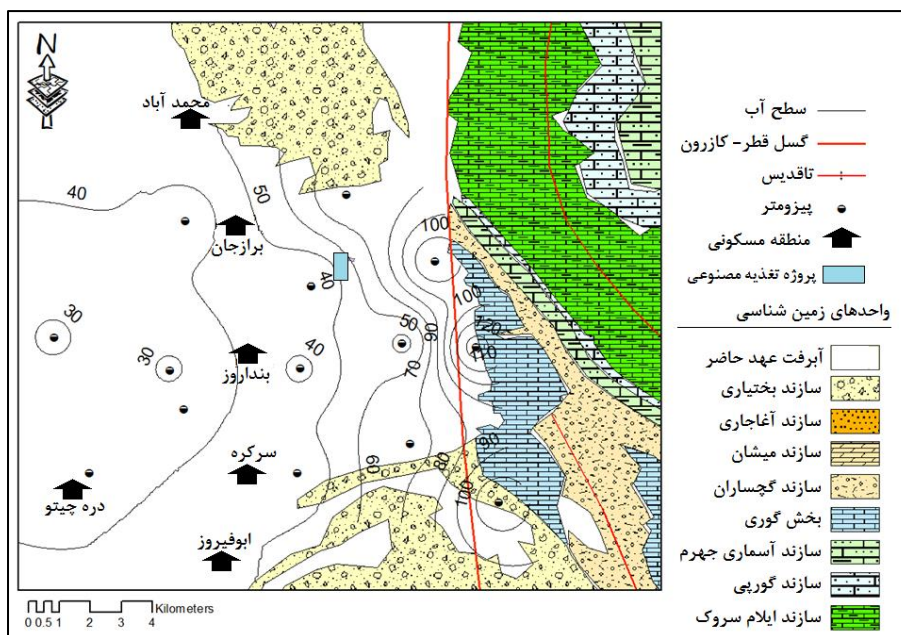 N
محمد آباد
40
50
برازجان
100
40
30
100
50
90
120
110
30
40
بنداروز
70
سرکره
60
80
90
100
دره چیتو
ابوفیروز
Kilometers
0 0.5 1 2 3 4
سطح آب
گسل قطر- کازرون
تاقدیس
پیزومتر
منطقه مسکونی
پروژه تغذیه مصنوعی
واحدهای زمین شناسی
آبرفت عهد حاضر
سازند بختیاری
سازند آغاجاری
سازند میشان
سازند گچساران
بخش گوری
سازند آسماری جهرم
سازند گورپی
سازند ایلام سروک